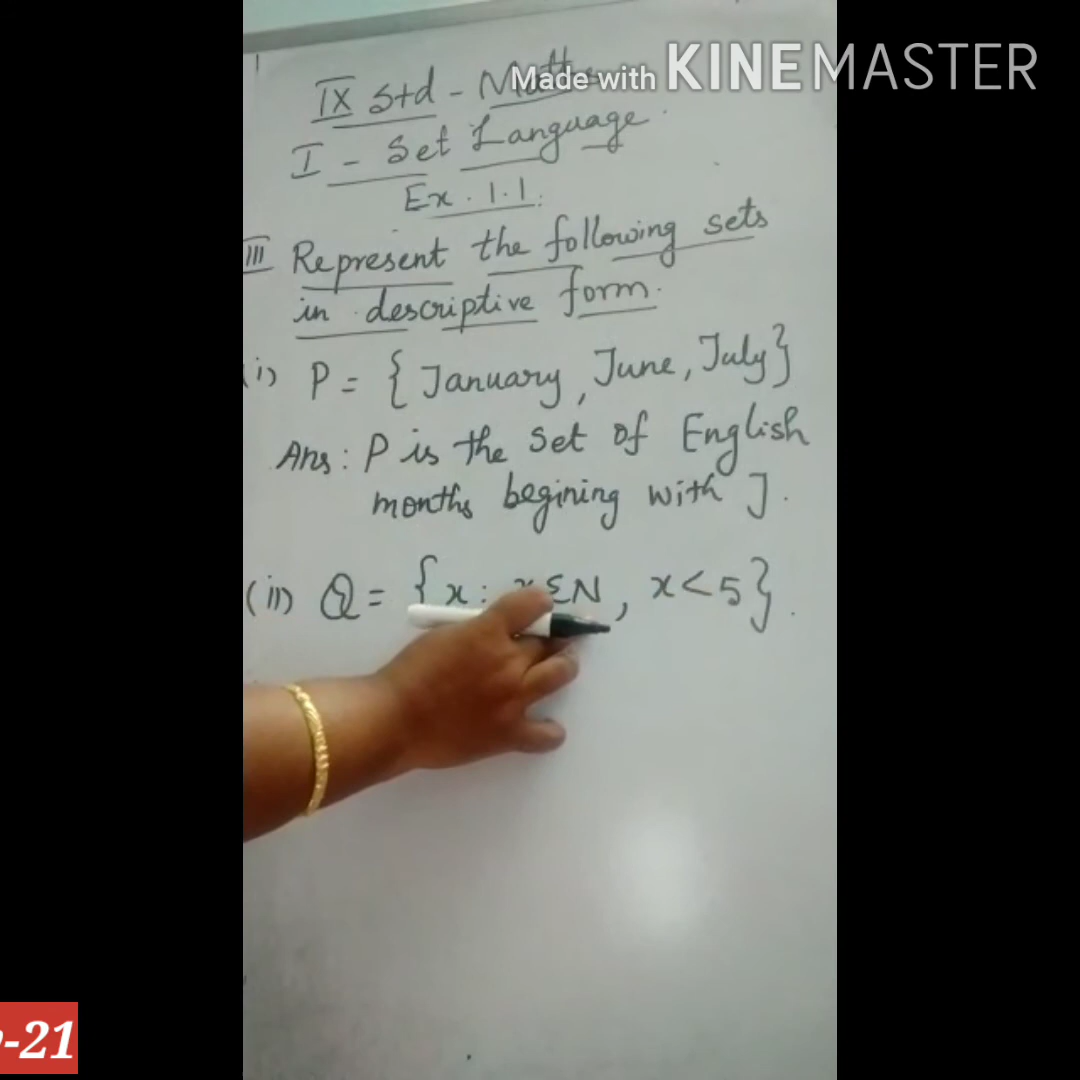 Made with KINEMASTER
IX Std - Maths
I - Set Language
Ex. 1.1.
III Represent the following sets
in descriptive form.
(i) P = { January, June, July}
Ans: P is the set of English
months begining with J.
(ii) Q = {x : x ∈ N, x < 5}.
-21